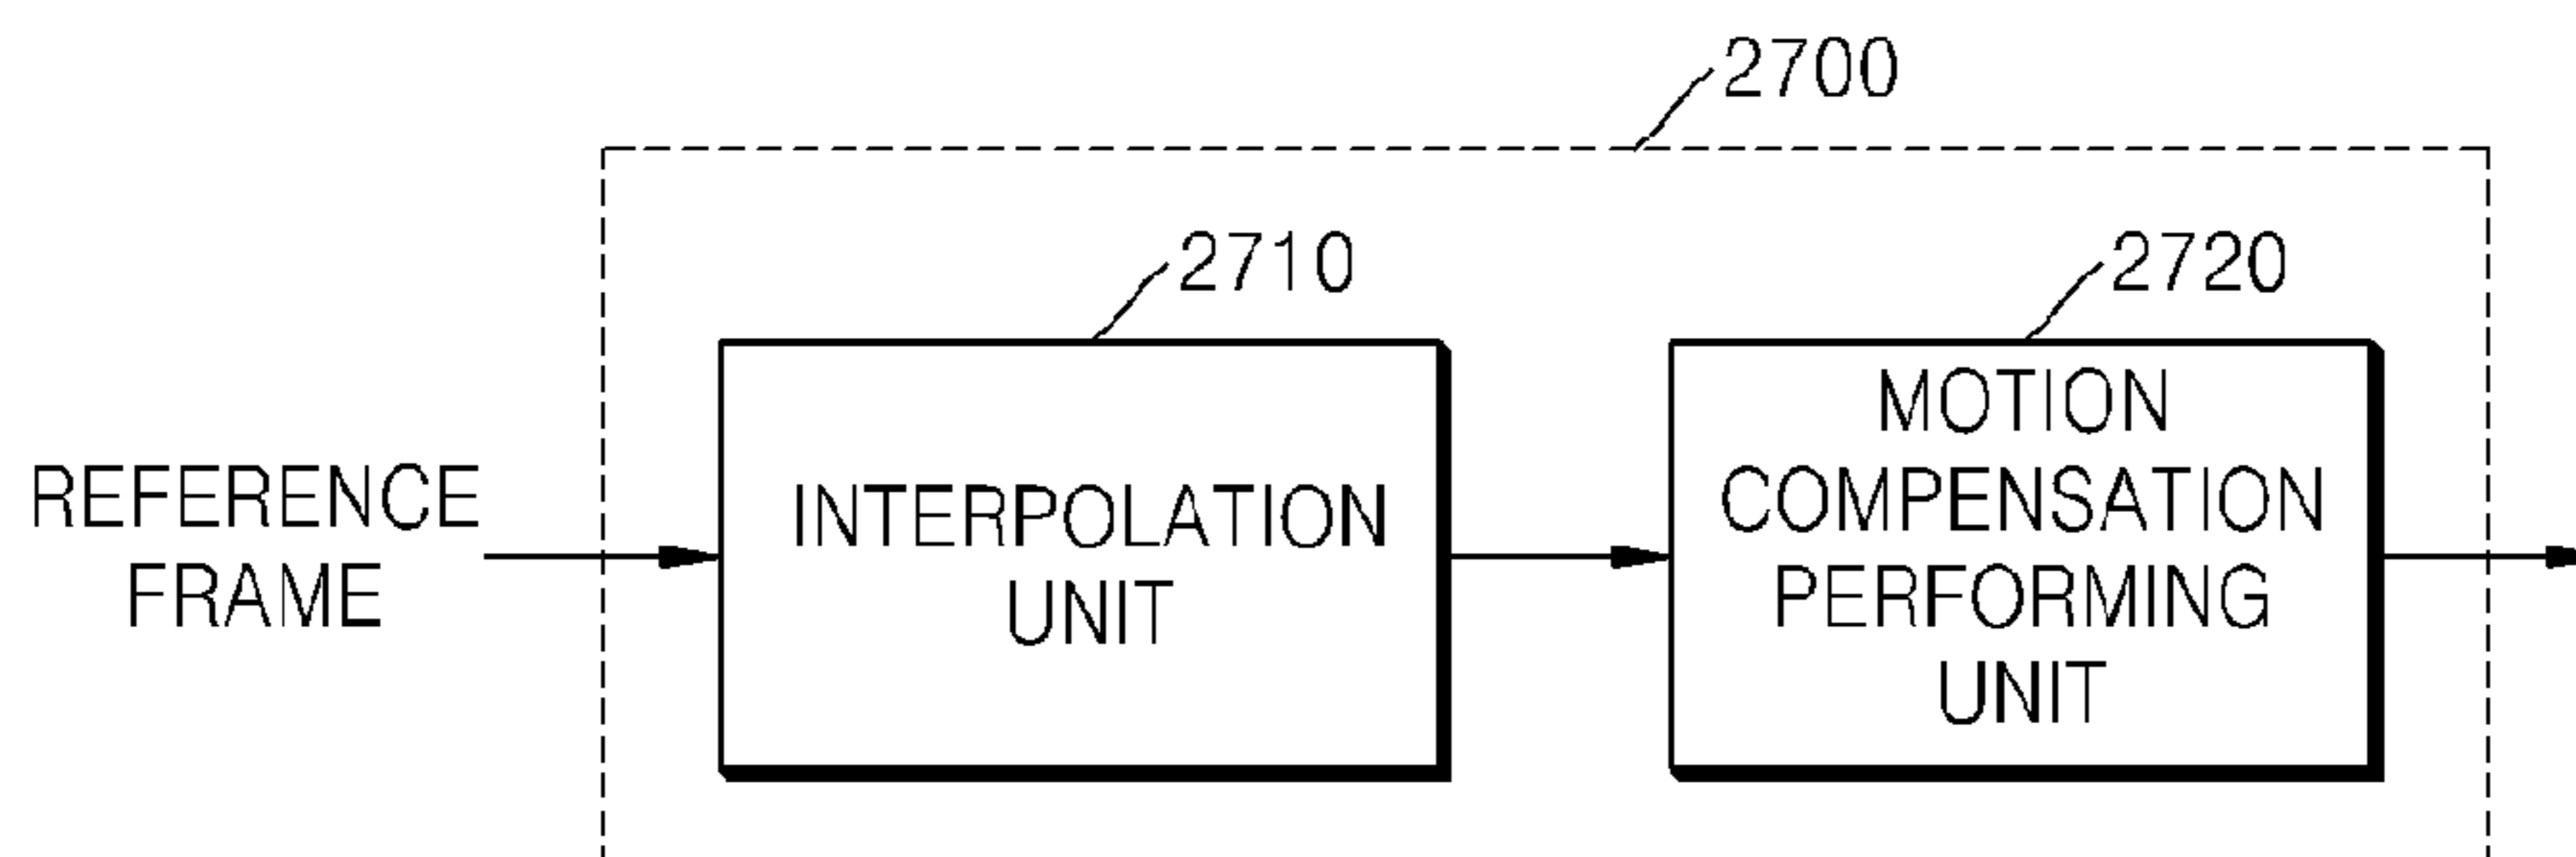 2700
2710
2720
REFERENCE
FRAME
INTERPOLATION
UNIT
MOTION
COMPENSATION
PERFORMING
UNIT